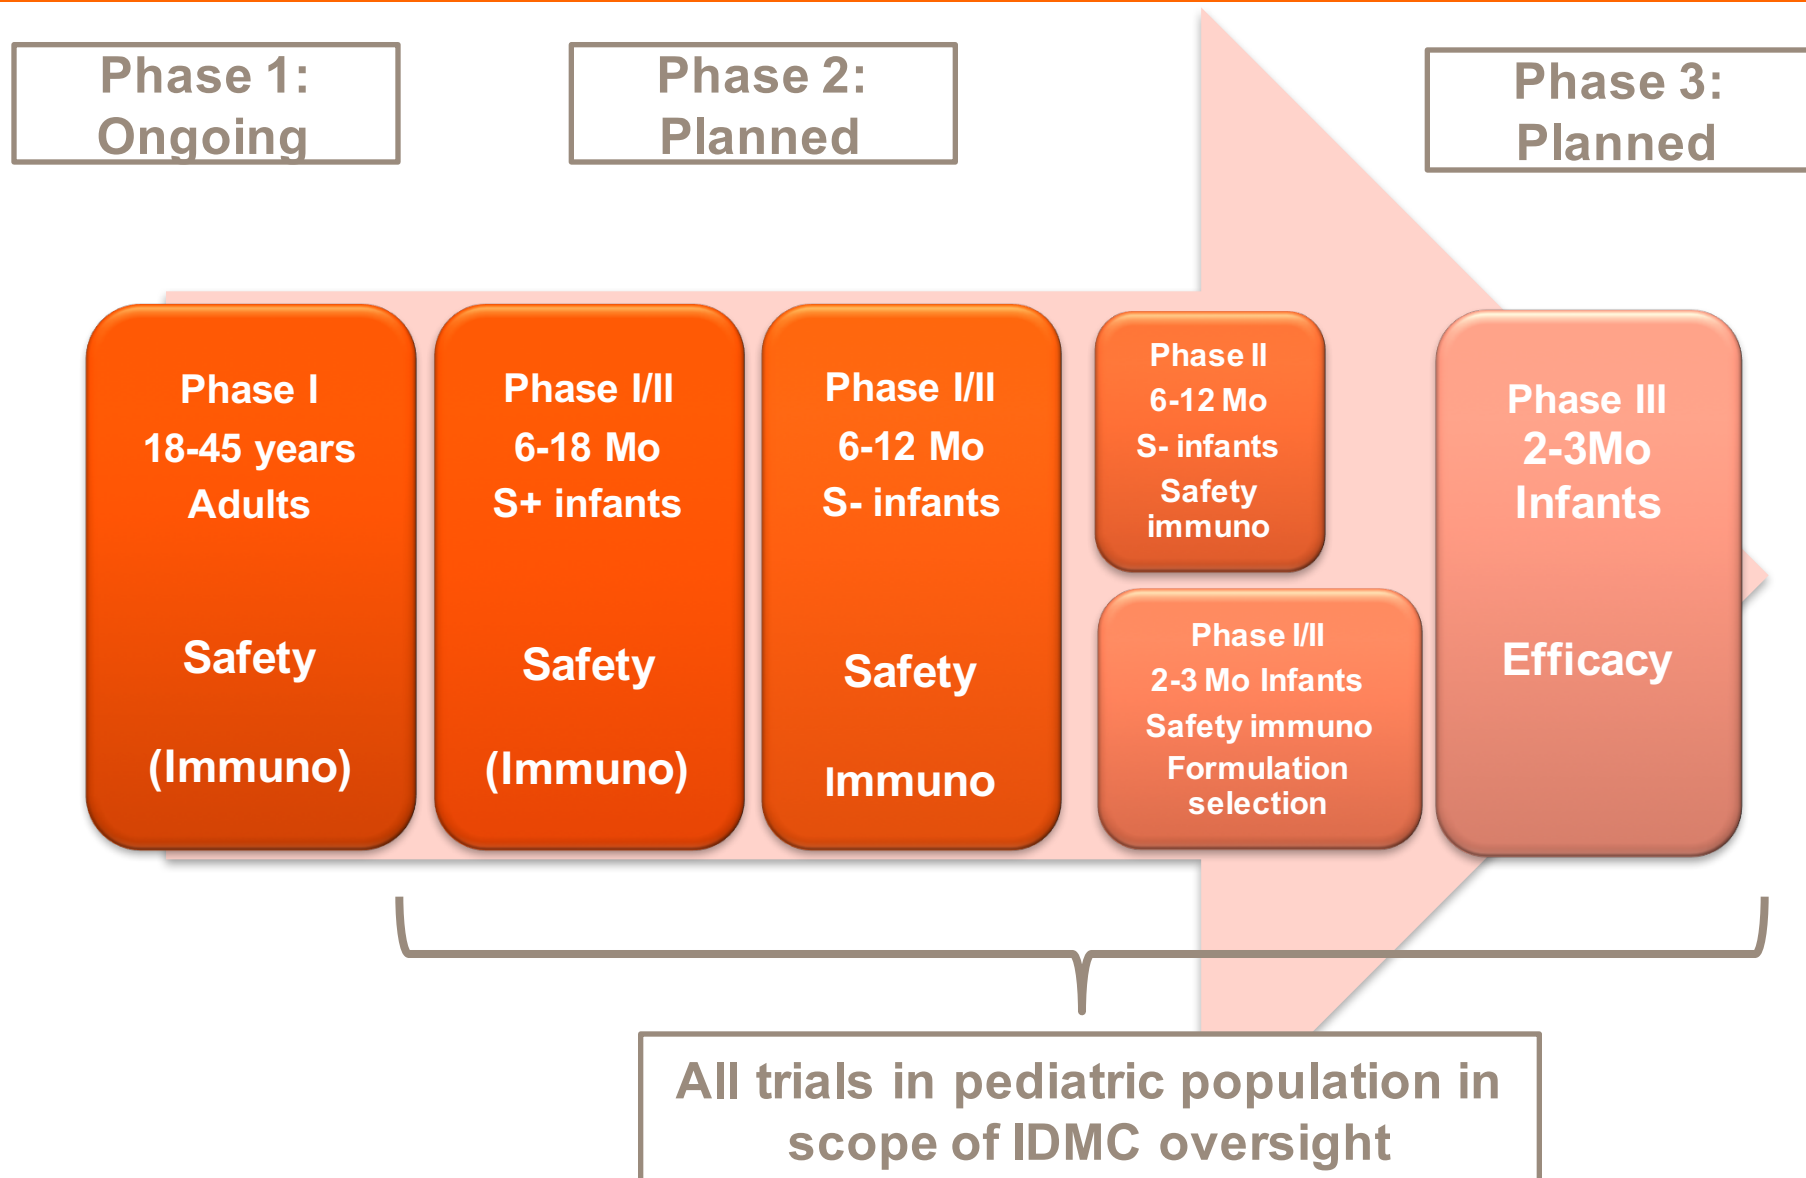 Phase 1:
Ongoing
Phase 2:
Planned
Phase 3:
Planned
Phase I
18-45 years
Adults
Safety
(Immuno)
Phase I/II
6-18 Mo
S+ infants
Safety
(Immuno)
Phase I/II
6-12 Mo
S- infants
Safety
Immuno
Phase II
6-12 Mo
S- infants
Safety
immuno
Phase I/II
2-3 Mo Infants
Safety immuno
Formulation
selection
Phase III
2-3Mo
Infants
Efficacy
All trials in pediatric population in
scope of IDMC oversight